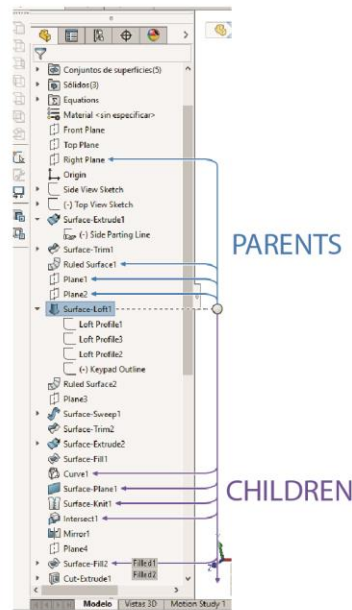 Conjuntos de superficies(5)
Sólidos(3)
Equations
Material <sin especificar>
Front Plane
Top Plane
Right Plane
Origin
Side View Sketch
(-) Top View Sketch
Surface-Extrude1
(-) Side Parting Line
Surface-Trim1
Ruled Surface1
Plane1
Plane2
Surface-Loft1
Loft Profile1
Loft Profile3
Loft Profile2
(-) Keypad Outline
Ruled Surface2
Plane3
Surface-Sweep1
Surface-Trim2
Surface-Extrude2
Surface-Fill1
Curve1
Surface-Plane1
Surface-Knit1
Intersect1
Mirror1
Plane4
Surface-Fill2
Cut-Extrude1
Filled1
Filled2
PARENTS
CHILDREN
Modelo
Vistas 3D
Motion Study 1